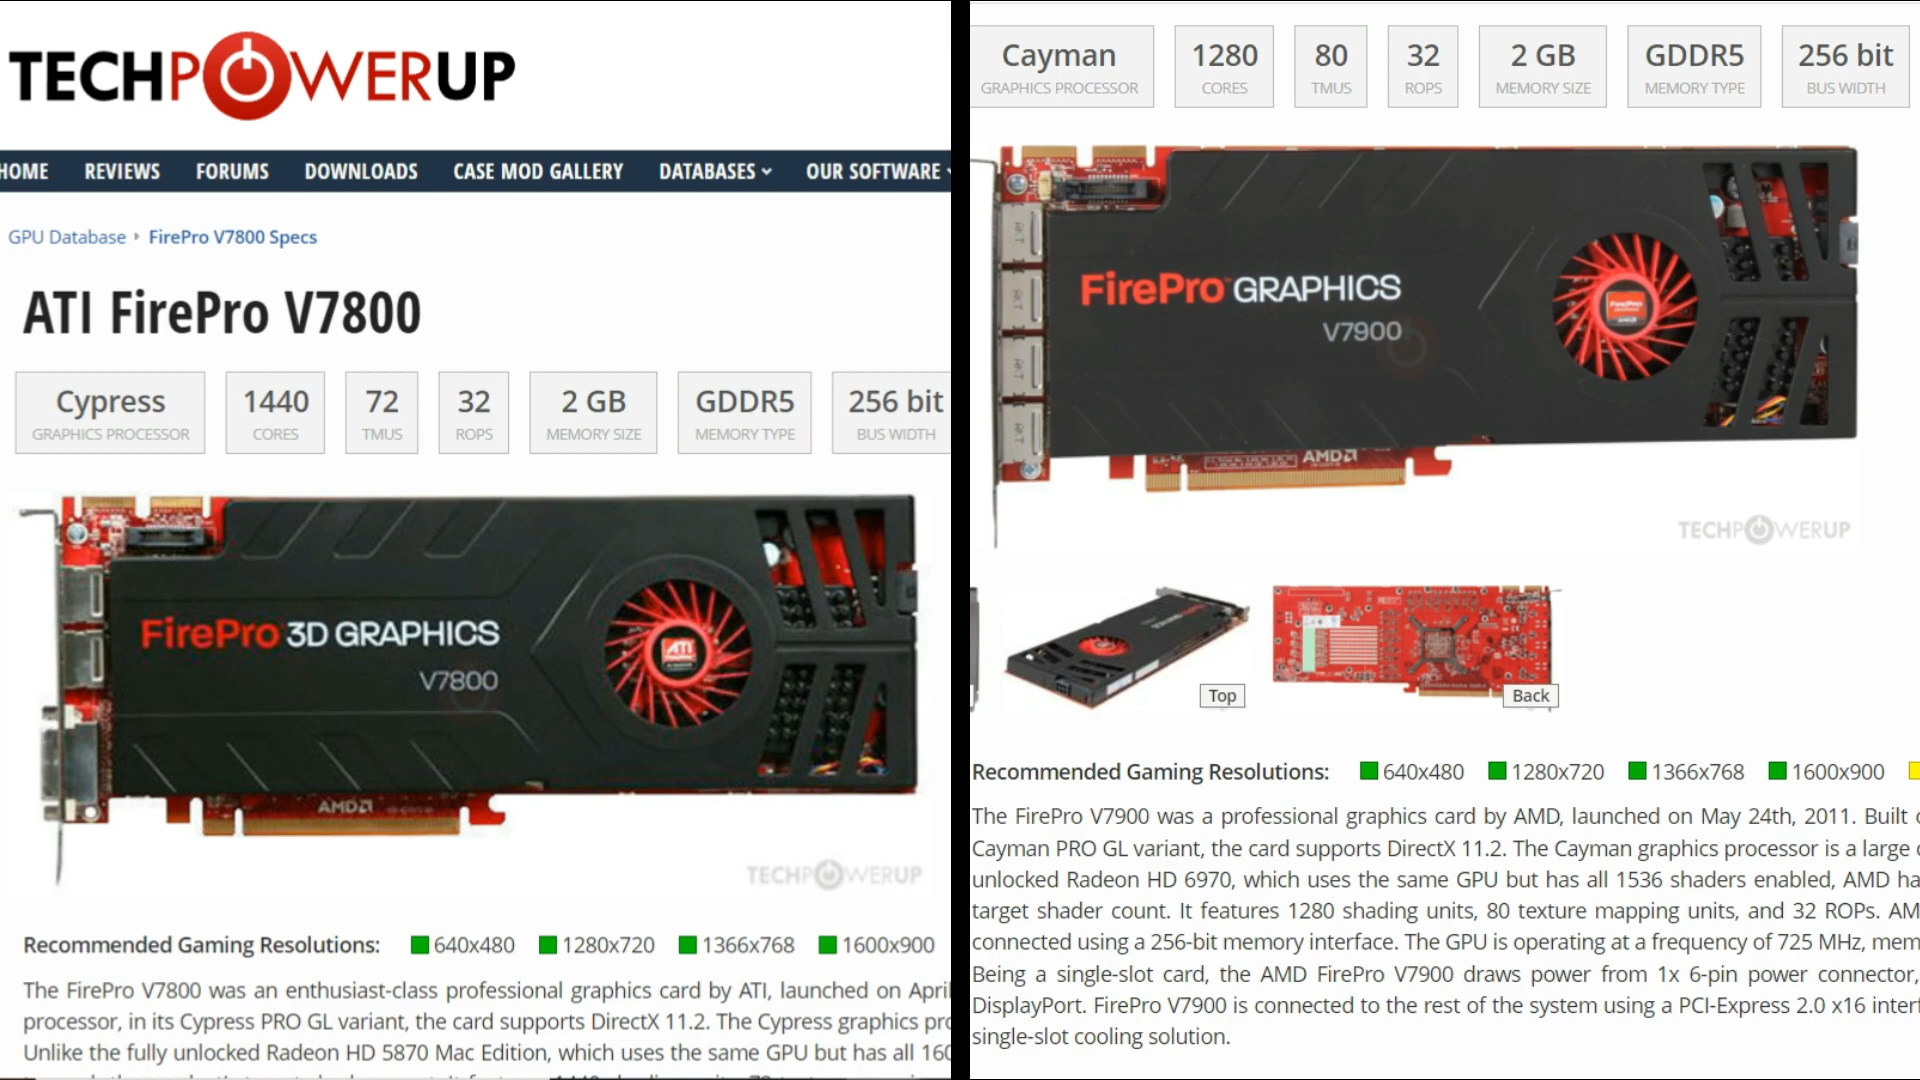 TECHPOWERUP
HOME REVIEWS FORUMS DOWNLOADS CASE MOD GALLERY DATABASES OUR SOFTWARE
GPU Database FirePro V7800 Specs
ATI FirePro V7800
Cypress 1440 72 32 2 GB GDDR5 256 bit
GRAPHICS PROCESSOR CORES TMUS ROPS MEMORY SIZE MEMORY TYPE BUS WIDTH
FirePro 3D GRAPHICS
V7800
ATI
AMD
TECHPOWERUP
Recommended Gaming Resolutions: 640x480 1280x720 1366x768 1600x900
The FirePro V7800 was an enthusiast-class professional graphics card by ATI, launched on April
processor, in its Cypress PRO GL variant, the card supports DirectX 11.2. The Cypress graphics pro
Unlike the fully unlocked Radeon HD 5870 Mac Edition, which uses the same GPU but has all 160
Cayman 1280 80 32 2 GB GDDR5 256 bit
GRAPHICS PROCESSOR CORES TMUS ROPS MEMORY SIZE MEMORY TYPE BUS WIDTH
FirePro GRAPHICS
V7900
FirePro
AMD
AMD
TECHPOWERUP
Top
Back
Recommended Gaming Resolutions: 640x480 1280x720 1366x768 1600x900
The FirePro V7900 was a professional graphics card by AMD, launched on May 24th, 2011. Built
Cayman PRO GL variant, the card supports DirectX 11.2. The Cayman graphics processor is a large
unlocked Radeon HD 6970, which uses the same GPU but has all 1536 shaders enabled, AMD ha
target shader count. It features 1280 shading units, 80 texture mapping units, and 32 ROPs. AM
connected using a 256-bit memory interface. The GPU is operating at a frequency of 725 MHz, mem
Being a single-slot card, the AMD FirePro V7900 draws power from 1x 6-pin power connector,
DisplayPort. FirePro V7900 is connected to the rest of the system using a PCI-Express 2.0 x16 interf
single-slot cooling solution.